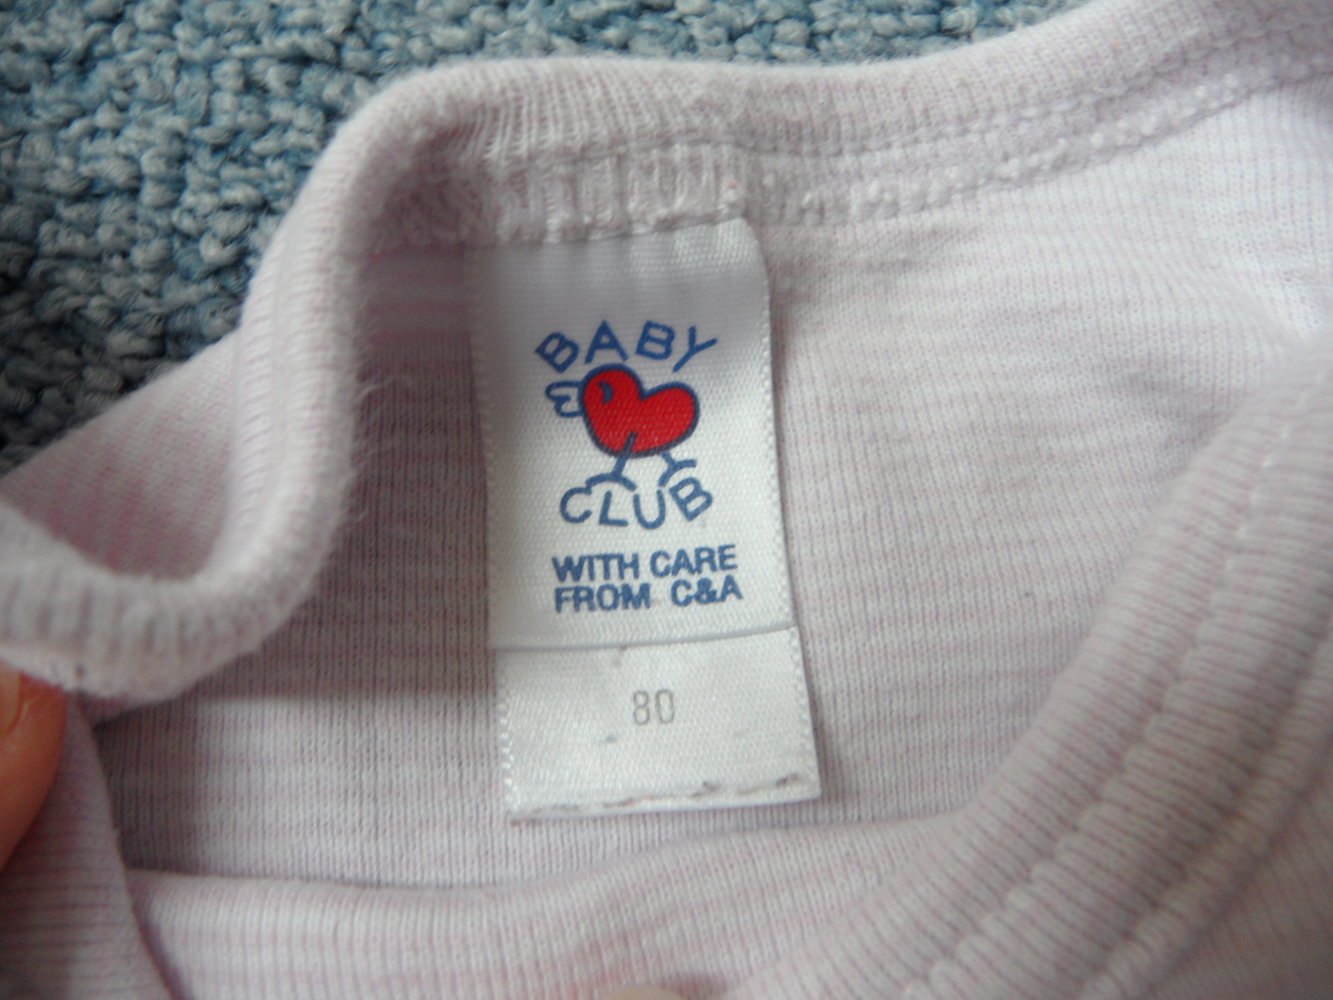 BABY
CLUB
WITH CARE
FROM C&A
80